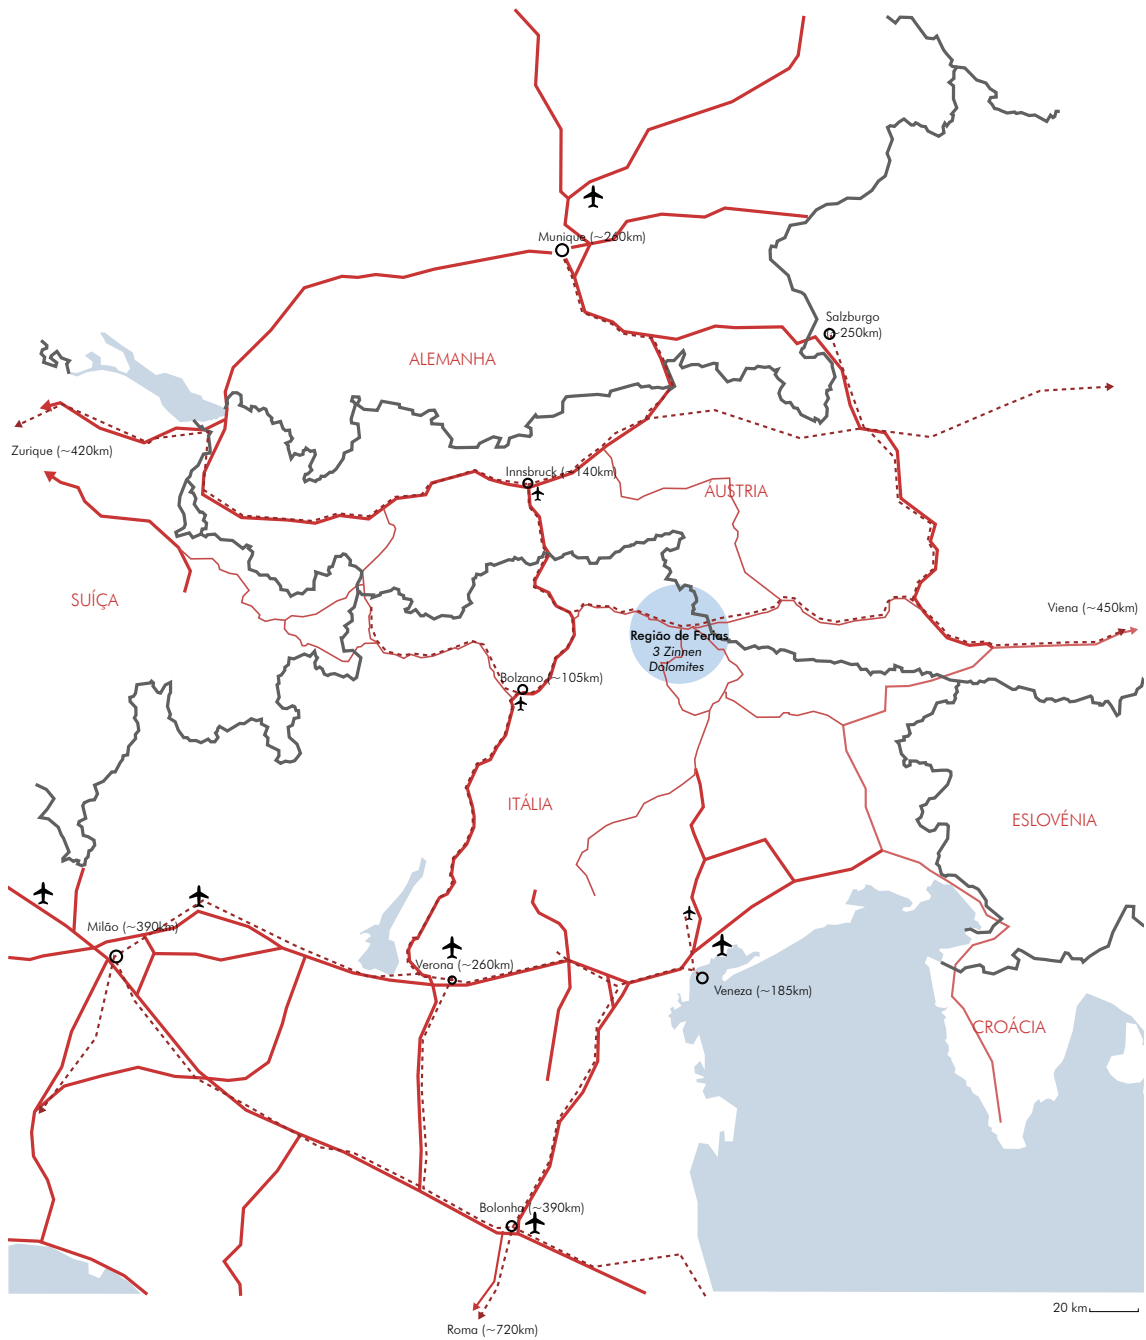 Munique (~260km)
Salzburgo
(~250km)
ALEMANHA
Zurique (~420km)
Innsbruck (~140km)
ÁUSTRIA
SUÍÇA
Viena (~450km)
Região de Ferias
3 Zinnen
Dolomites
Bolzano (~105km)
ITÁLIA
ESLOVÉNIA
Milão (~390km)
Verona (~260km)
Veneza (~185km)
CROÁCIA
Bolonha (~390km)
20 km
Roma (~720km)